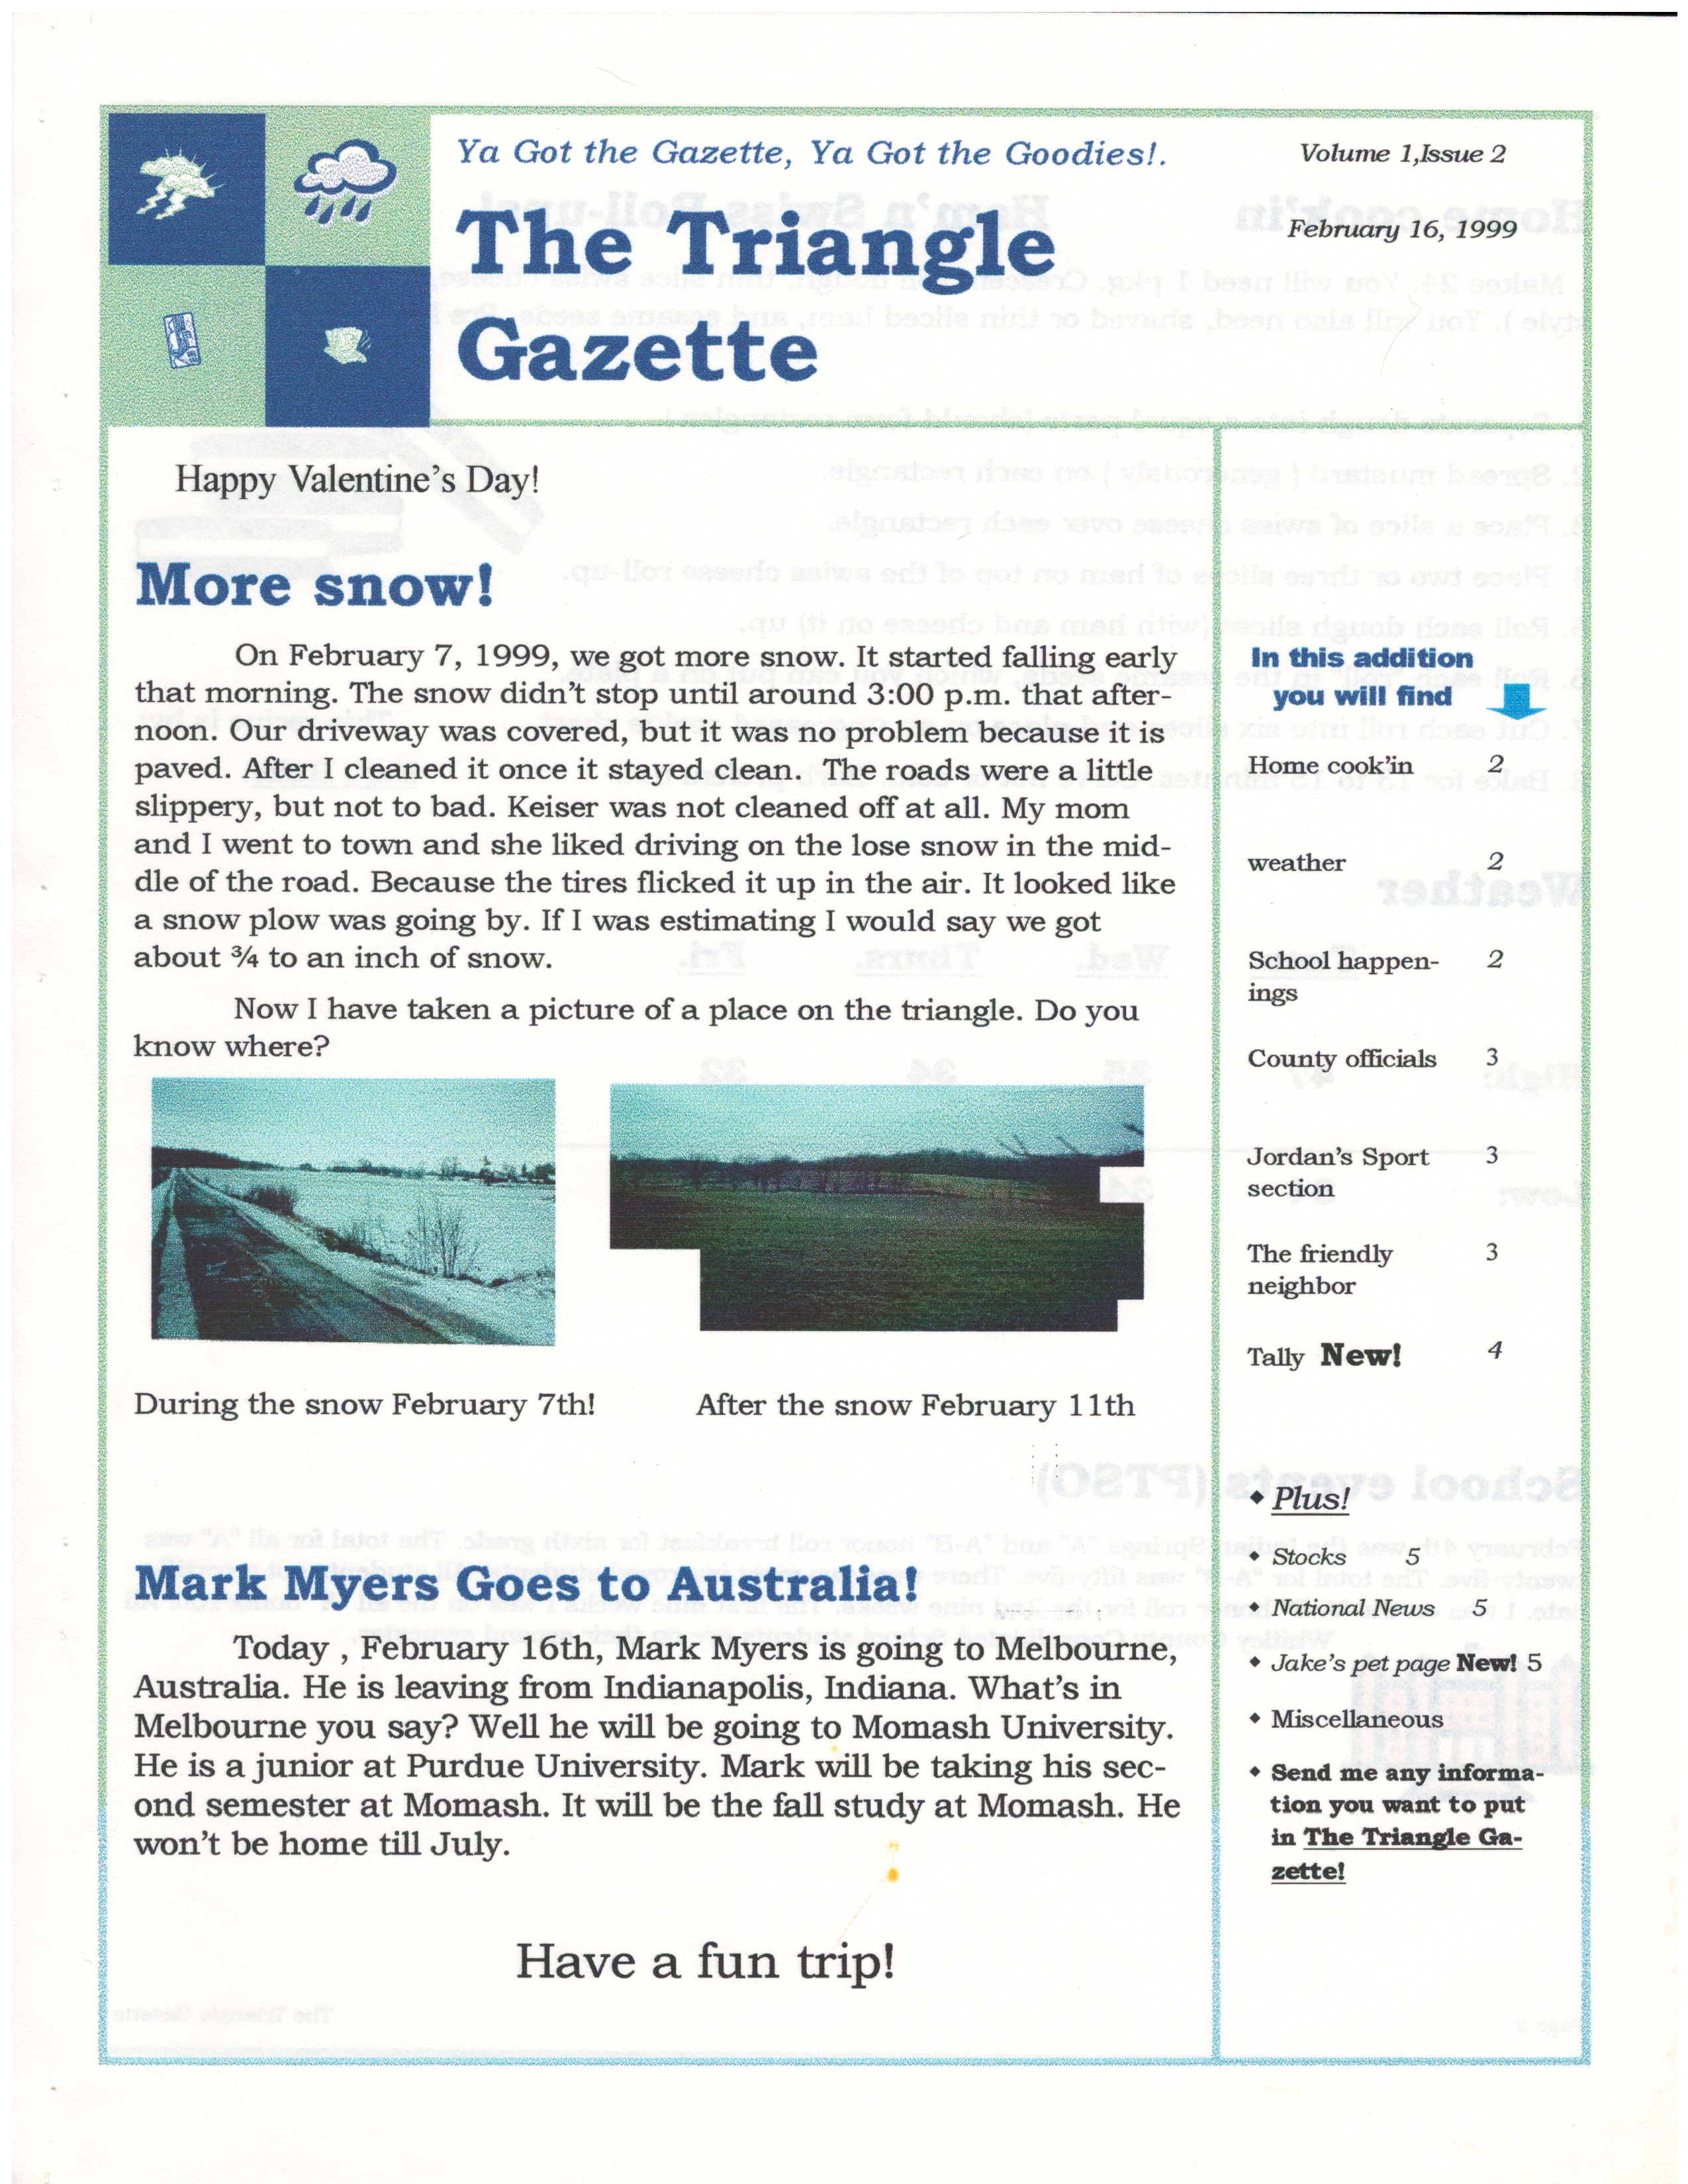 Ya Got the Gazette, Ya Got the Goodies!.
Volume 1,Issue 2
February 16, 1999
The Triangle
Gazette
Happy Valentine's Day!
More snow!
On February 7, 1999, we got more snow. It started falling early
that morning. The snow didn't stop until around 3:00 p.m. that after-
noon. Our driveway was covered, but it was no problem because it is
paved. After I cleaned it once it stayed clean.  The roads were a little
slippery, but not to bad. Keiser was not cleaned off at all. My mom
and I went to town and she liked driving on the lose snow in the mid-
dle of the road. Because the tires flicked it up in the air. It looked like
a snow plow was going by. If I was estimating I would say we got
about ¾ to an inch of snow.
Now I have taken a picture of a place on the triangle. Do you
know where?
During the snow February 7th!
After the snow February 11th
Mark Myers Goes to Australia!
Today , February 16th, Mark Myers is going to Melbourne,
Australia. He is leaving from Indianapolis, Indiana. What's in
Melbourne you say? Well he will be going to Momash University.
He is a junior at Purdue University. Mark will be taking his sec-
ond semester at Momash. It will be the fall study at Momash. He
won't be home till July.
Have a fun trip!
In this addition
you will find
Home cook'in 2
weather 2
School happen- 2
ings
County officials 3
Jordan's Sport 3
section
The friendly 3
neighbor
Tally New! 4
◆ Plus!
◆ Stocks 5
◆ National News 5
◆ Jake's pet page New! 5
◆ Miscellaneous
◆ Send me any informa-
tion you want to put
in The Triangle Ga-
zette!